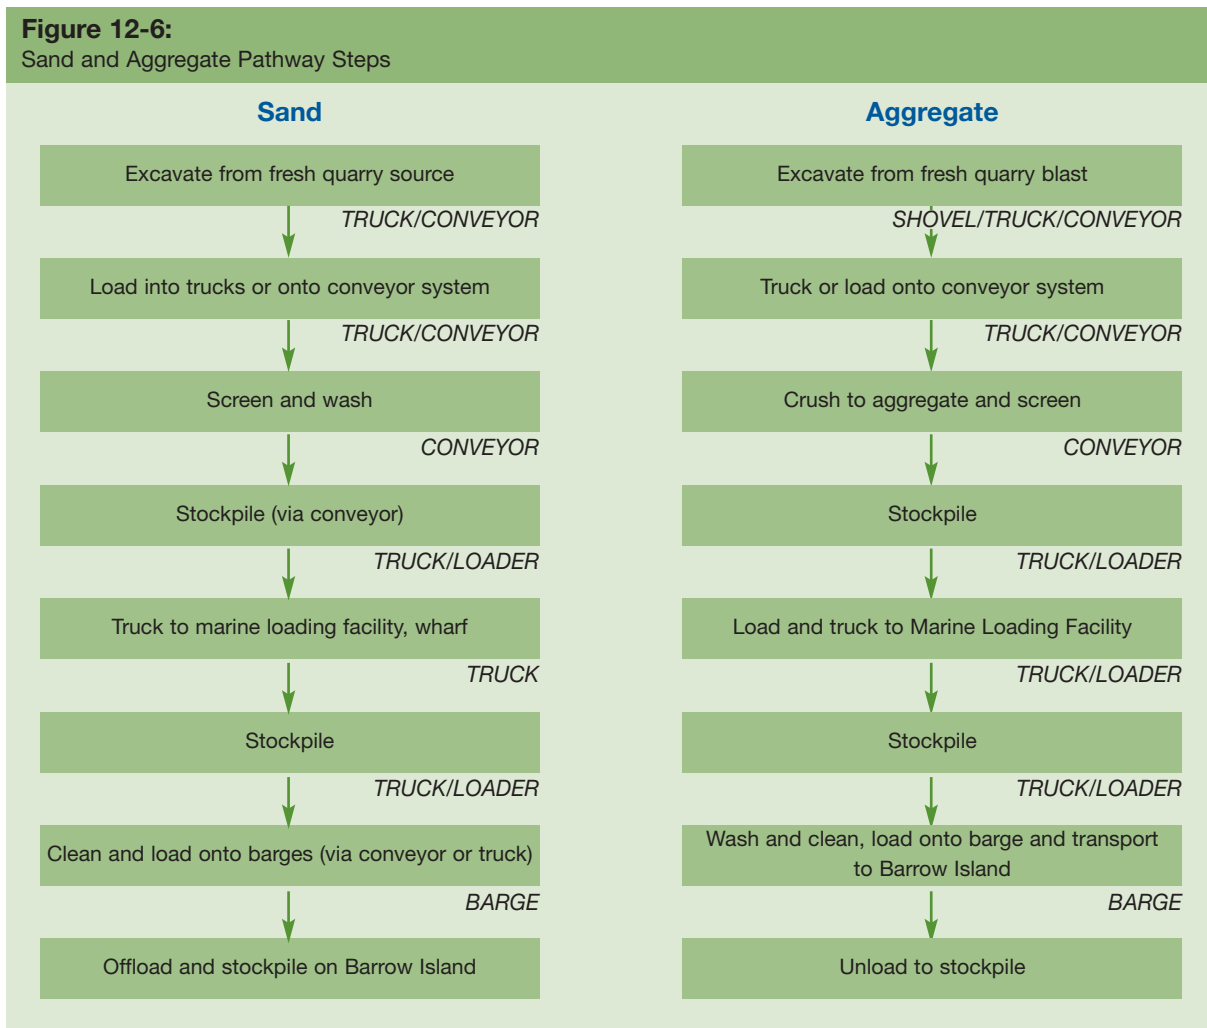 Figure 12-6:
Sand and Aggregate Pathway Steps
Sand
Excavate from fresh quarry source
TRUCK/CONVEYOR
Load into trucks or onto conveyor system
TRUCK/CONVEYOR
Screen and wash
CONVEYOR
Stockpile (via conveyor)
TRUCK/LOADER
Truck to marine loading facility, wharf
TRUCK
Stockpile
TRUCK/LOADER
Clean and load onto barges (via conveyor or truck)
BARGE
Offload and stockpile on Barrow Island
Aggregate
Excavate from fresh quarry blast
SHOVEL/TRUCK/CONVEYOR
Truck or load onto conveyor system
TRUCK/CONVEYOR
Crush to aggregate and screen
CONVEYOR
Stockpile
TRUCK/LOADER
Load and truck to Marine Loading Facility
TRUCK/LOADER
Stockpile
TRUCK/LOADER
Wash and clean, load onto barge and transport
to Barrow Island
BARGE
Unload to stockpile